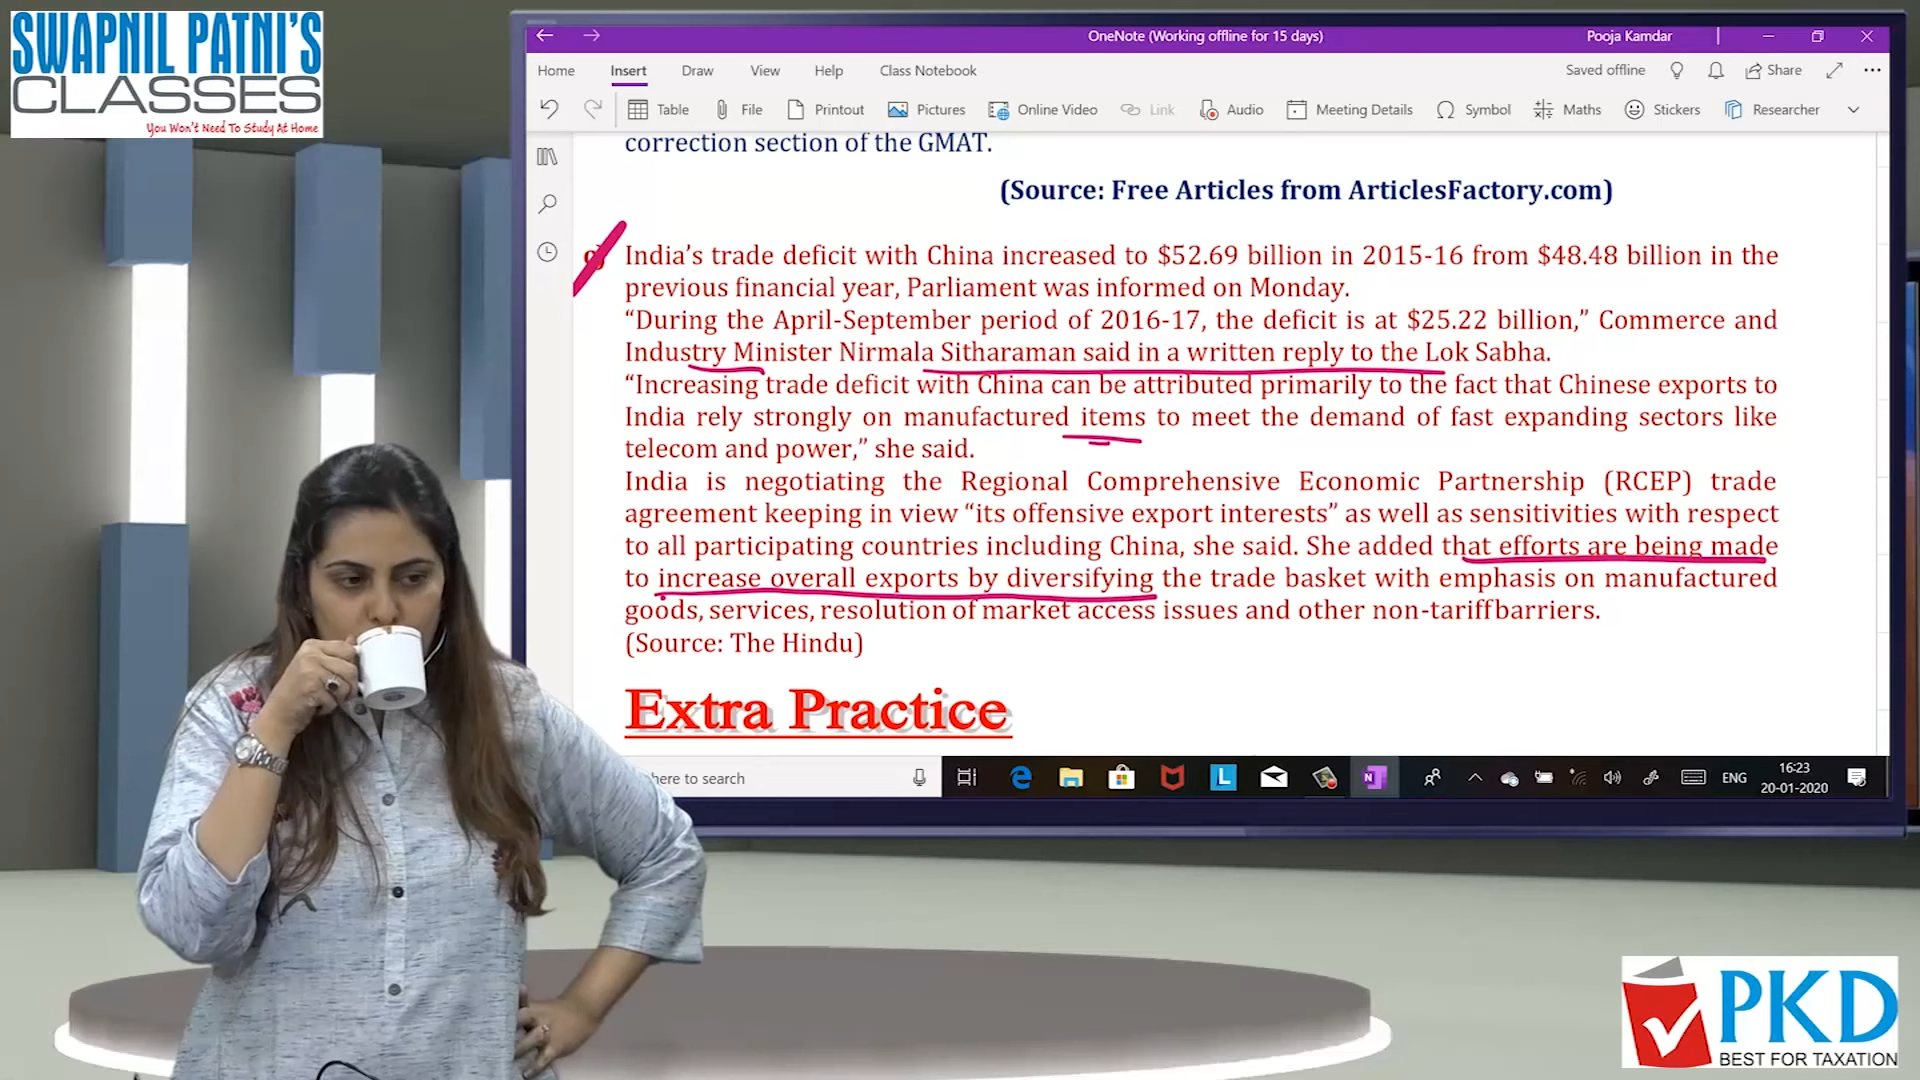 SWAPNIL PATNI'S
CLASSES
You Won't Need To Study At Home
OneNote (Working offline for 15 days)
Pooja Kamdar
Home Insert Draw View Help Class Notebook
Saved offline
Share
Table File Printout Pictures Online Video Link Audio Meeting Details Symbol Maths Stickers Researcher
correction section of the GMAT.
(Source: Free Articles from ArticlesFactory.com)
India’s trade deficit with China increased to $52.69 billion in 2015-16 from $48.48 billion in the
previous financial year, Parliament was informed on Monday.
“During the April-September period of 2016-17, the deficit is at $25.22 billion,” Commerce and
Industry Minister Nirmala Sitharaman said in a written reply to the Lok Sabha.
“Increasing trade deficit with China can be attributed primarily to the fact that Chinese exports to
India rely strongly on manufactured items to meet the demand of fast expanding sectors like
telecom and power,” she said.
India is negotiating the Regional Comprehensive Economic Partnership (RCEP) trade
agreement keeping in view “its offensive export interests” as well as sensitivities with respect
to all participating countries including China, she said. She added that efforts are being made
to increase overall exports by diversifying the trade basket with emphasis on manufactured
goods, services, resolution of market access issues and other non-tariffbarriers.
(Source: The Hindu)
Extra Practice
here to search
ENG
16:23
20-01-2020
PKD
BEST FOR TAXATION